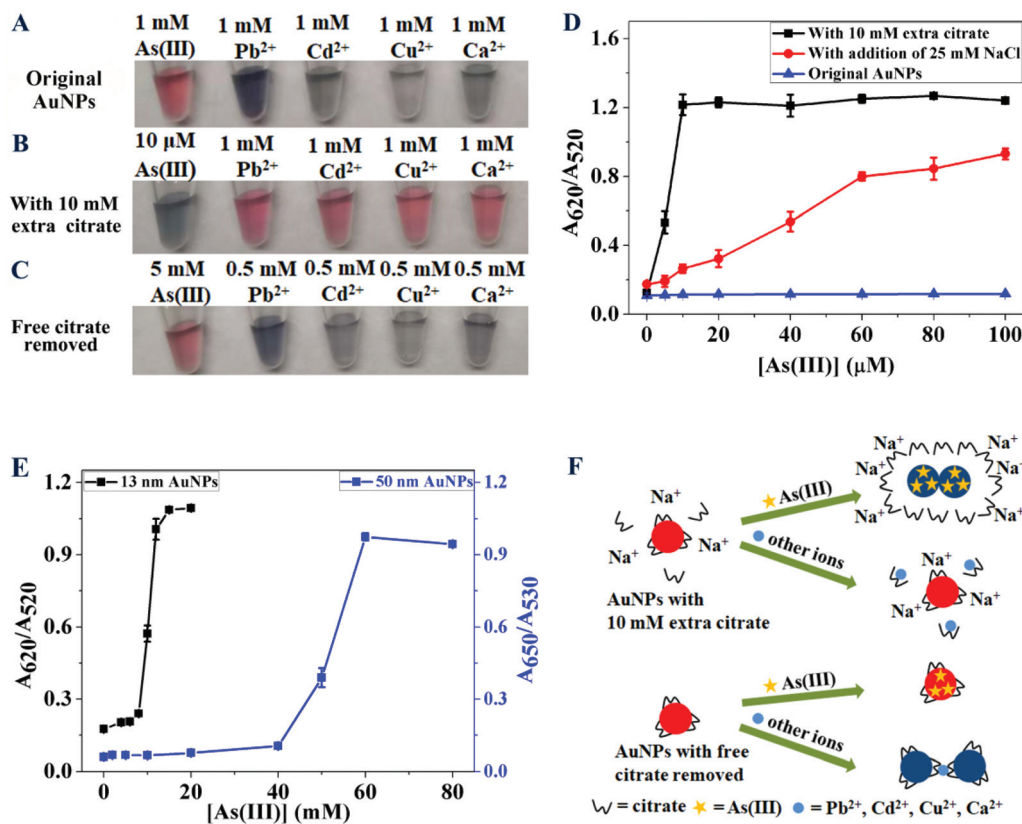 A
1 mM 1 mM 1 mM 1 mM 1 mM
As(III) Pb²⁺ Cd²⁺ Cu²⁺ Ca²⁺
Original
AuNPs
B
10 μM 1 mM 1 mM 1 mM 1 mM
As(III) Pb²⁺ Cd²⁺ Cu²⁺ Ca²⁺
With 10 mM
extra citrate
C
5 mM 0.5 mM 0.5 mM 0.5 mM 0.5 mM
As(III) Pb²⁺ Cd²⁺ Cu²⁺ Ca²⁺
Free citrate
removed
D
With 10 mM extra citrate
With addition of 25 mM NaCl
Original AuNPs
A620/A520
1.6
1.2
0.8
0.4
0.0
0 20 40 60 80 100
[As(III)] (μM)
E
13 nm AuNPs
50 nm AuNPs
A620/A520
1.2
0.9
0.6
0.3
0.0
A650/A530
1.2
0.9
0.6
0.3
0.0
0 20 40 60 80
[As(III)] (mM)
F
Na⁺ Na⁺
Na⁺ Na⁺
Na⁺ Na⁺
Na⁺
Na⁺ Na⁺
As(III)
other ions
Na⁺
Na⁺ Na⁺
AuNPs with
10 mM extra citrate
As(III)
other ions
AuNPs with free
citrate removed
= citrate = As(III) = Pb²⁺, Cd²⁺, Cu²⁺, Ca²⁺